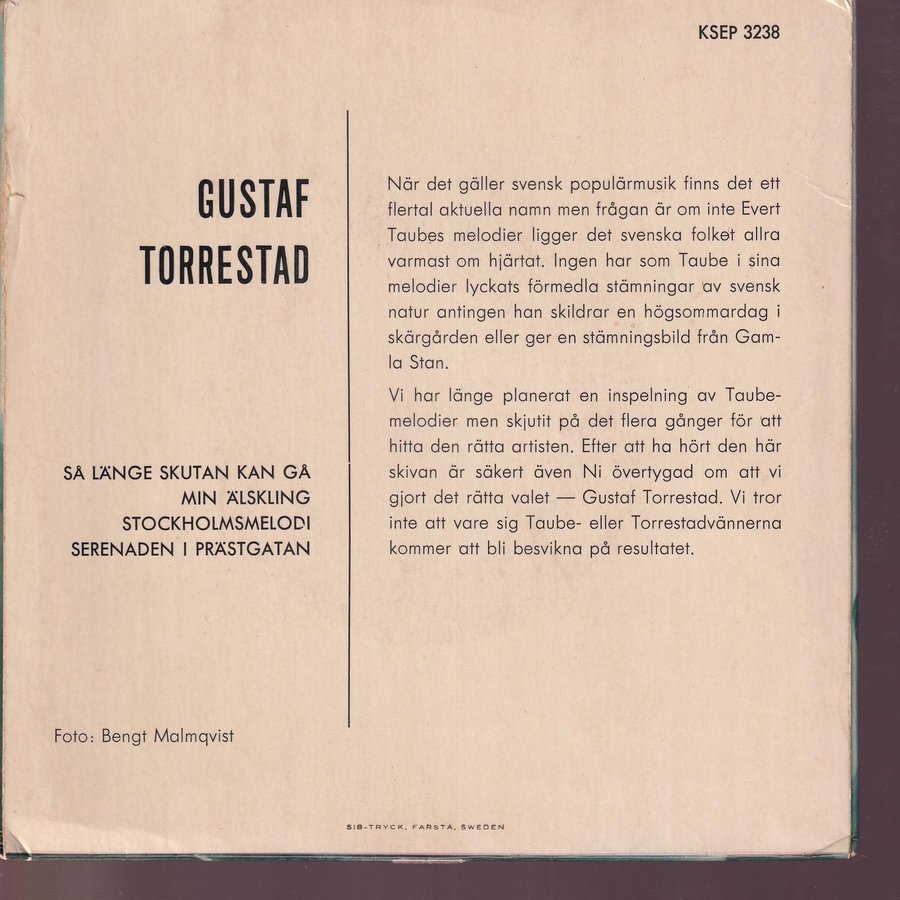 KSEP 3238
GUSTAF
TORRESTAD
SÅ LÄNGE SKUTAN KAN GÅ
MIN ÄLSKLING
STOCKHOLMSMELODI
SERENADEN I PRÄSTGATAN
Foto: Bengt Malmqvist
När det gäller svensk populärmusik finns det ett
flertal aktuella namn men frågan är om inte Evert
Taubes melodier ligger det svenska folket allra
varmast om hjärtat. Ingen har som Taube i sina
melodier lyckats förmedla stämningar av svensk
natur antingen han skildrar en högsommardag i
skärgården eller ger en stämningsbild från Gam-
la Stan.
Vi har länge planerat en inspelning av Taube-
melodier men skjutit på det flera gånger för att
hitta den rätta artisten. Efter att ha hört den här
skivan är säkert även Ni övertygad om att vi
gjort det rätta valet — Gustaf Torrestad. Vi tror
inte att vare sig Taube- eller Torrestadvännerna
kommer att bli besvikna på resultatet.
SIB-TRYCK, FARSTA, SWEDEN